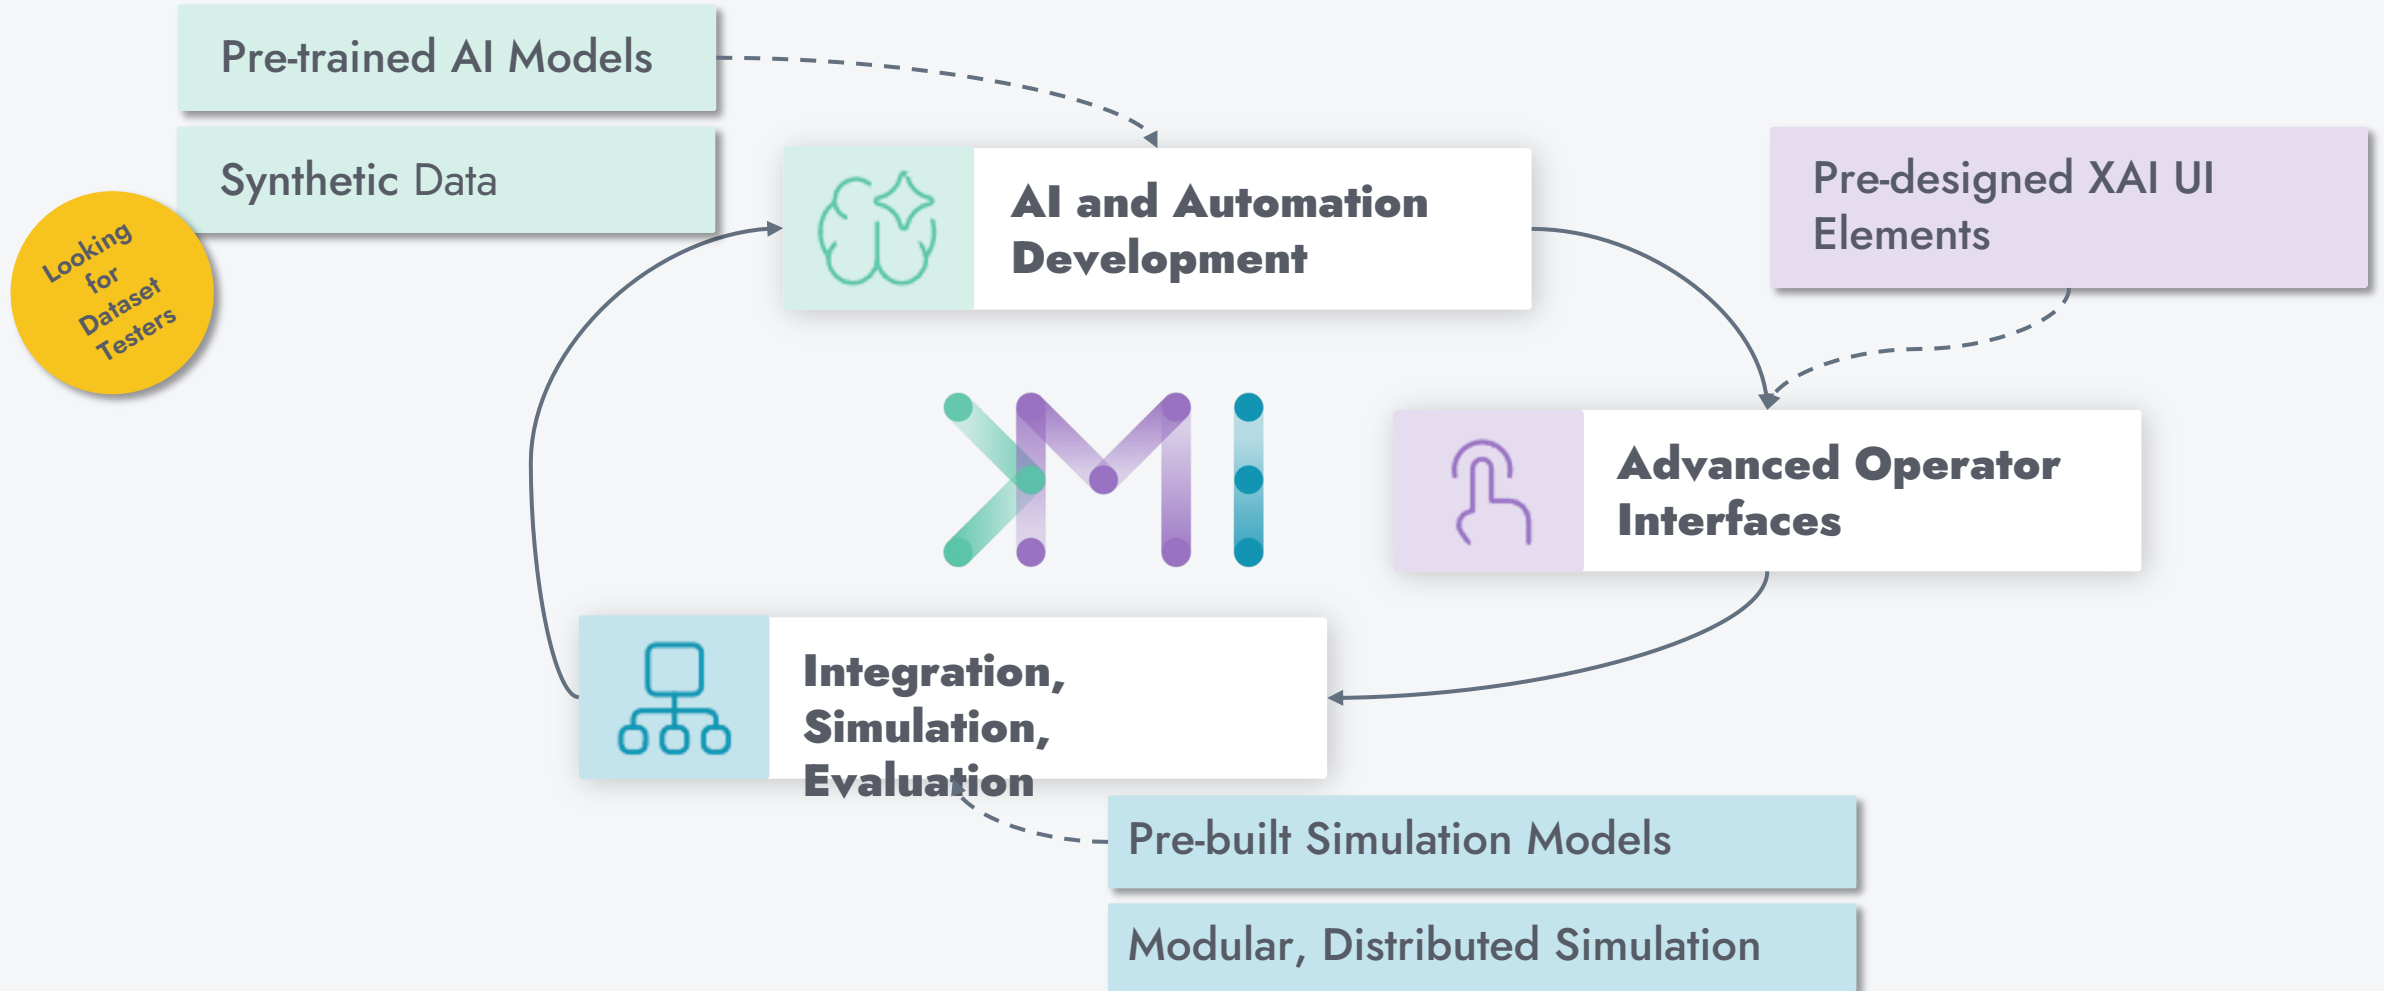 Pre-trained AI Models
Synthetic Data
Looking
for
Dataset
Testers
AI and Automation
Development
Pre-designed XAI UI
Elements
XMI
Advanced Operator
Interfaces
Integration,
Simulation,
Evaluation
Pre-built Simulation Models
Modular, Distributed Simulation